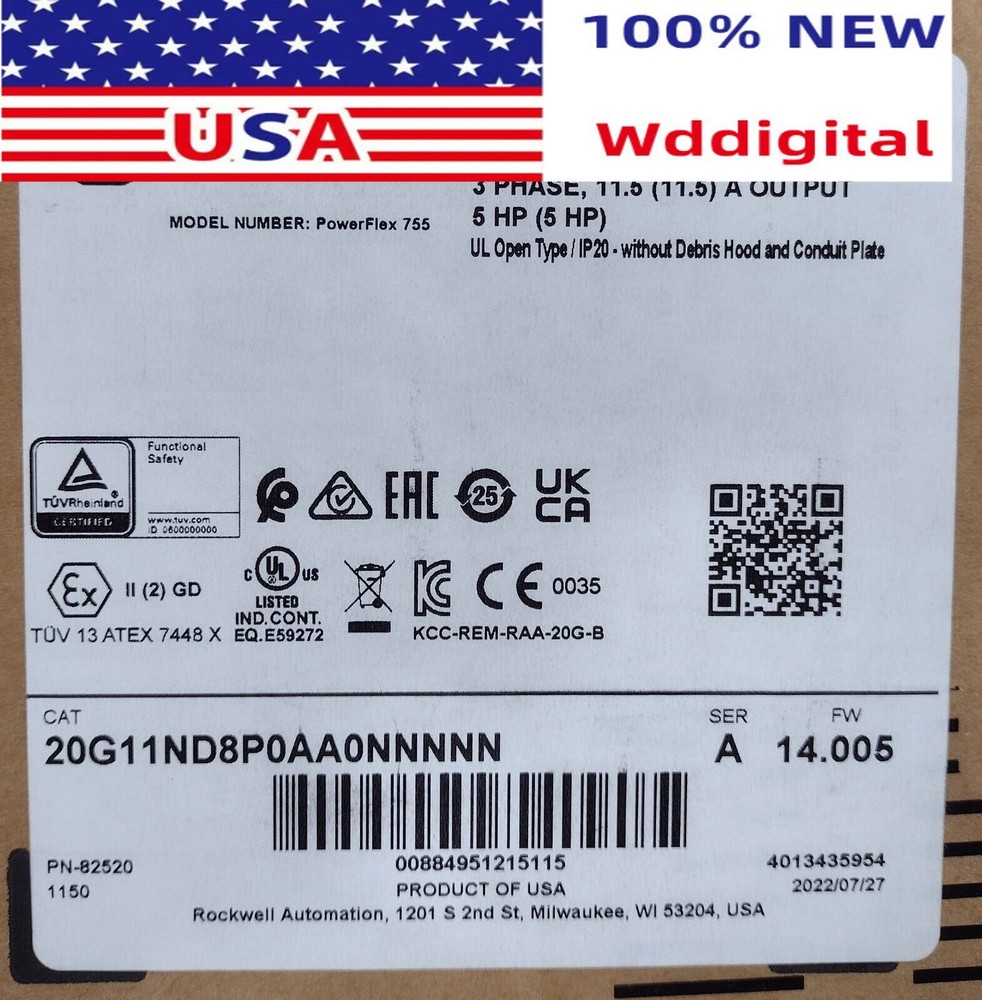 USA
100% NEW
Wddigital
3 PHASE, 11.5 (11.5) A OUTPUT
MODEL NUMBER: PowerFlex 755
5 HP (5 HP)
UL Open Type / IP20 - without Debris Hood and Conduit Plate
Functional
Safety
TÜVRheinland®
CERTIFIED
www.tuv.com
ID 0600000000
EAC
25
UK
CA
Ex
II (2) GD
TÜV 13 ATEX 7448 X
C UL US
LISTED
IND. CONT.
EQ.E59272
CE 0035
KCC-REM-RAA-20G-B
CAT
20G11ND8P0AA0NNNNN
SER
A
FW
14.005
PN-82520
1150
00884951215115
PRODUCT OF USA
4013435954
2022/07/27
Rockwell Automation, 1201 S 2nd St, Milwaukee, WI 53204, USA